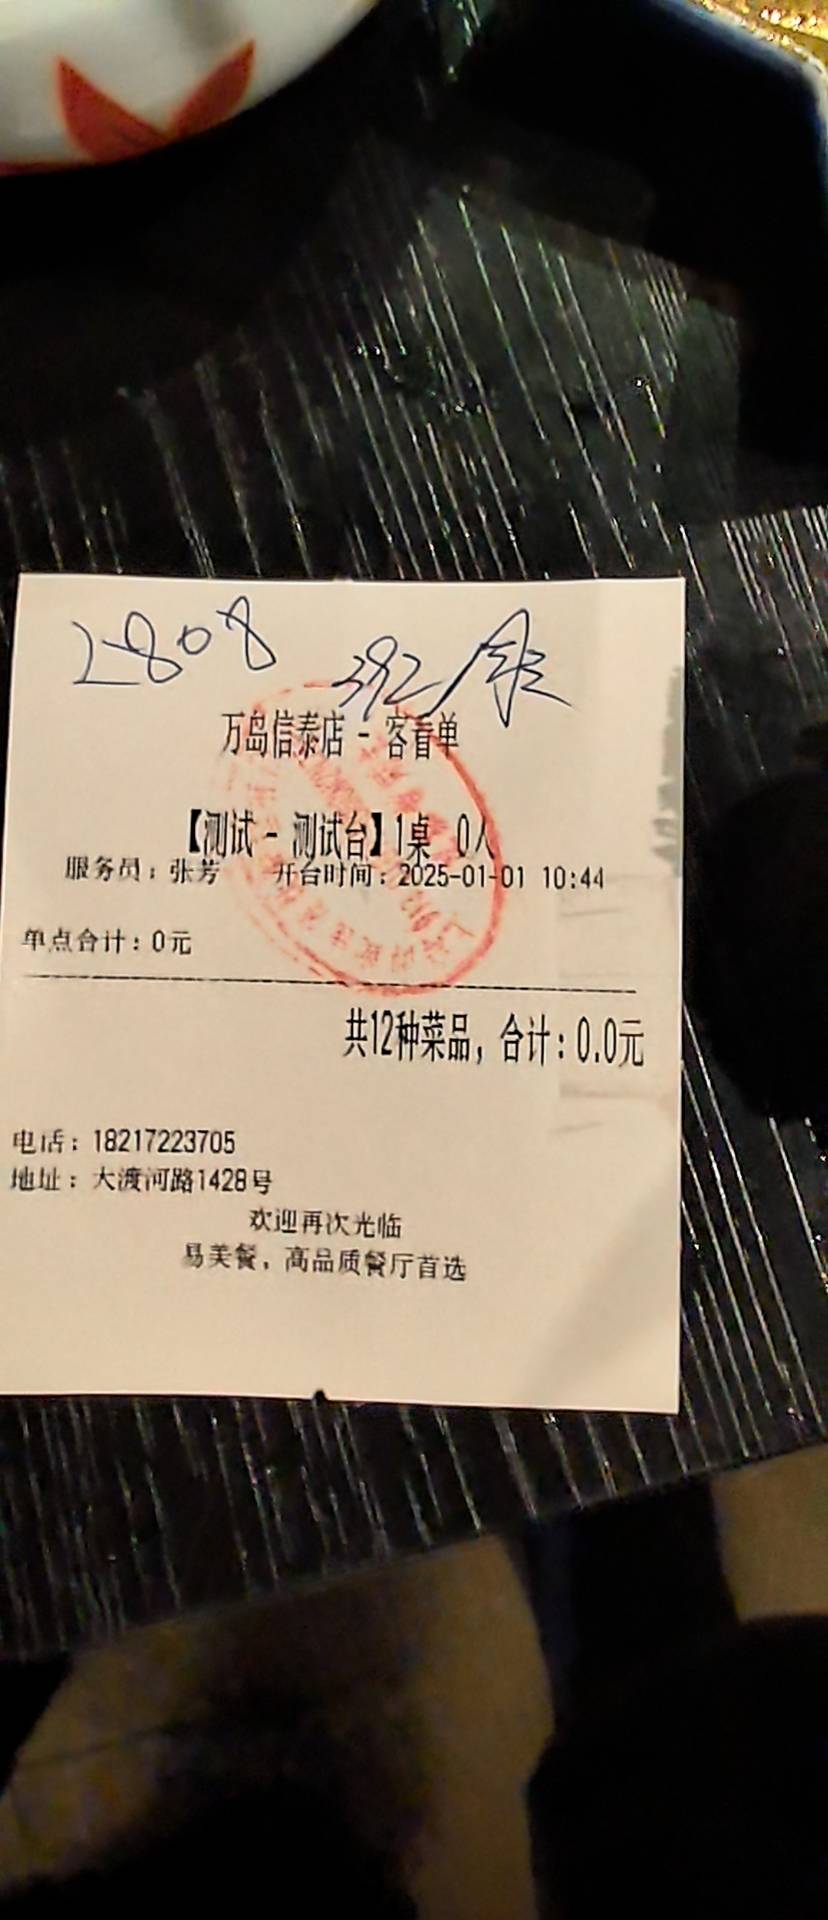 2808 392
万岛信泰店 - 客看单
【测试 - 测试台】1桌 0人
服务员：张芳 开台时间：2025-01-01 10:44
单点合计：0元
共12种菜品，合计：0.0元
电话：18217223705
地址：大渡河路1428号
欢迎再次光临
易美餐，高品质餐厅首选